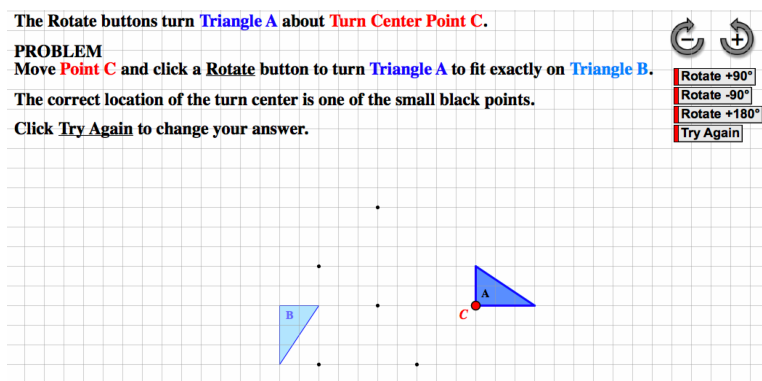 The Rotate buttons turn Triangle A about Turn Center Point C.
PROBLEM
Move Point C and click a Rotate button to turn Triangle A to fit exactly on Triangle B.
The correct location of the turn center is one of the small black points.
Click Try Again to change your answer.
− +
Rotate +90°
Rotate -90°
Rotate +180°
Try Again
A
C
B